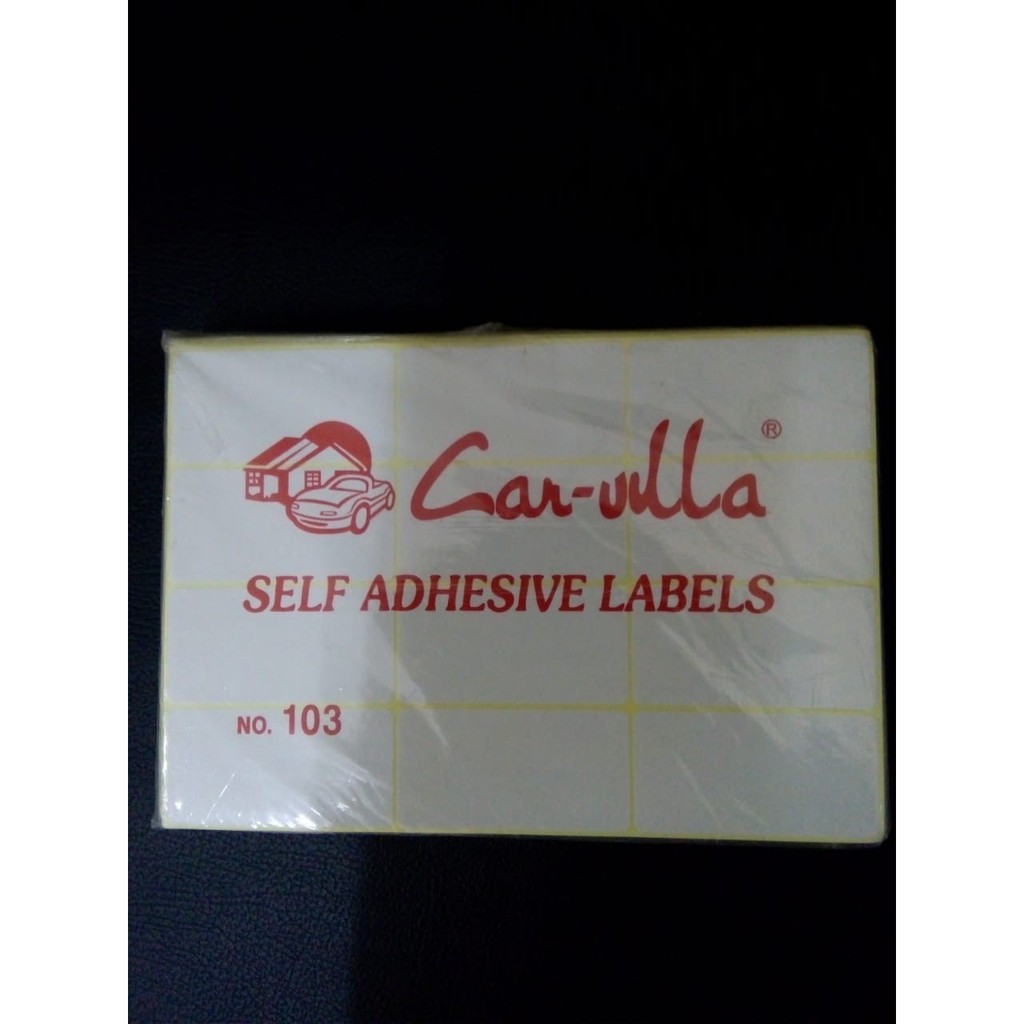 Car-villa ®
SELF ADHESIVE LABELS
NO. 103